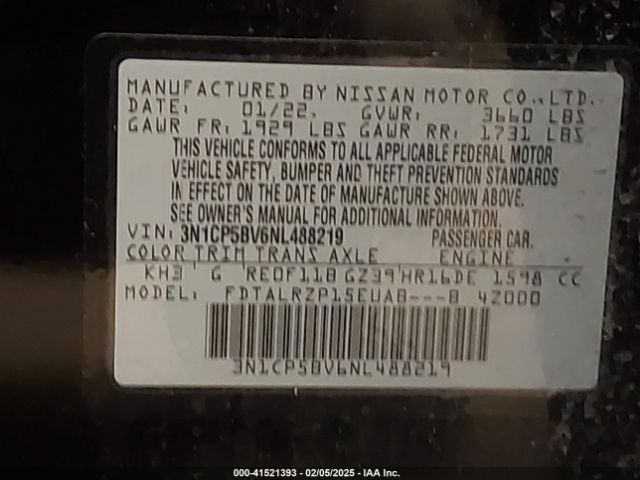 MANUFACTURED BY NISSAN MOTOR CO.,LTD.
DATE: 01/22. GVWR: 3660 LBS
GAWR FR: 1929 LBS GAWR RR: 1731 LBS
THIS VEHICLE CONFORMS TO ALL APPLICABLE FEDERAL MOTOR
VEHICLE SAFETY, BUMPER AND THEFT PREVENTION STANDARDS
IN EFFECT ON THE DATE OF MANUFACTURE SHOWN ABOVE.
SEE OWNER'S MANUAL FOR ADDITIONAL INFORMATION.
VIN: 3N1CP5BV6NL488219 PASSENGER CAR.
COLOR TRIM TRANS AXLE ENGINE
KH3 G RE0F11B GZ39 HR16DE 1598 CC
MODEL: FDTALRZP15EUAB---B 42000
3N1CP5BV6NL488219
000-41521393 - 02/05/2025 - IAA Inc.